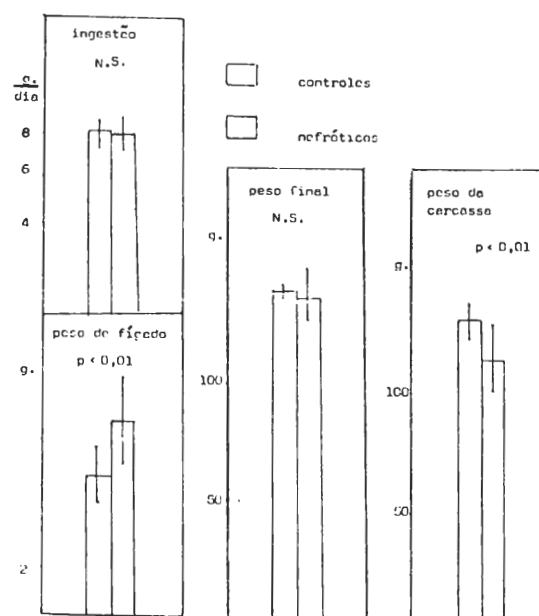 ingestão
N.S.
g.
dia
8
6
4
controles
nefróticos
peso de fígado
p < 0,01
g.
2
peso final
N.S.
g.
100
50
peso da
carcassa
p < 0,01
g.
100
50